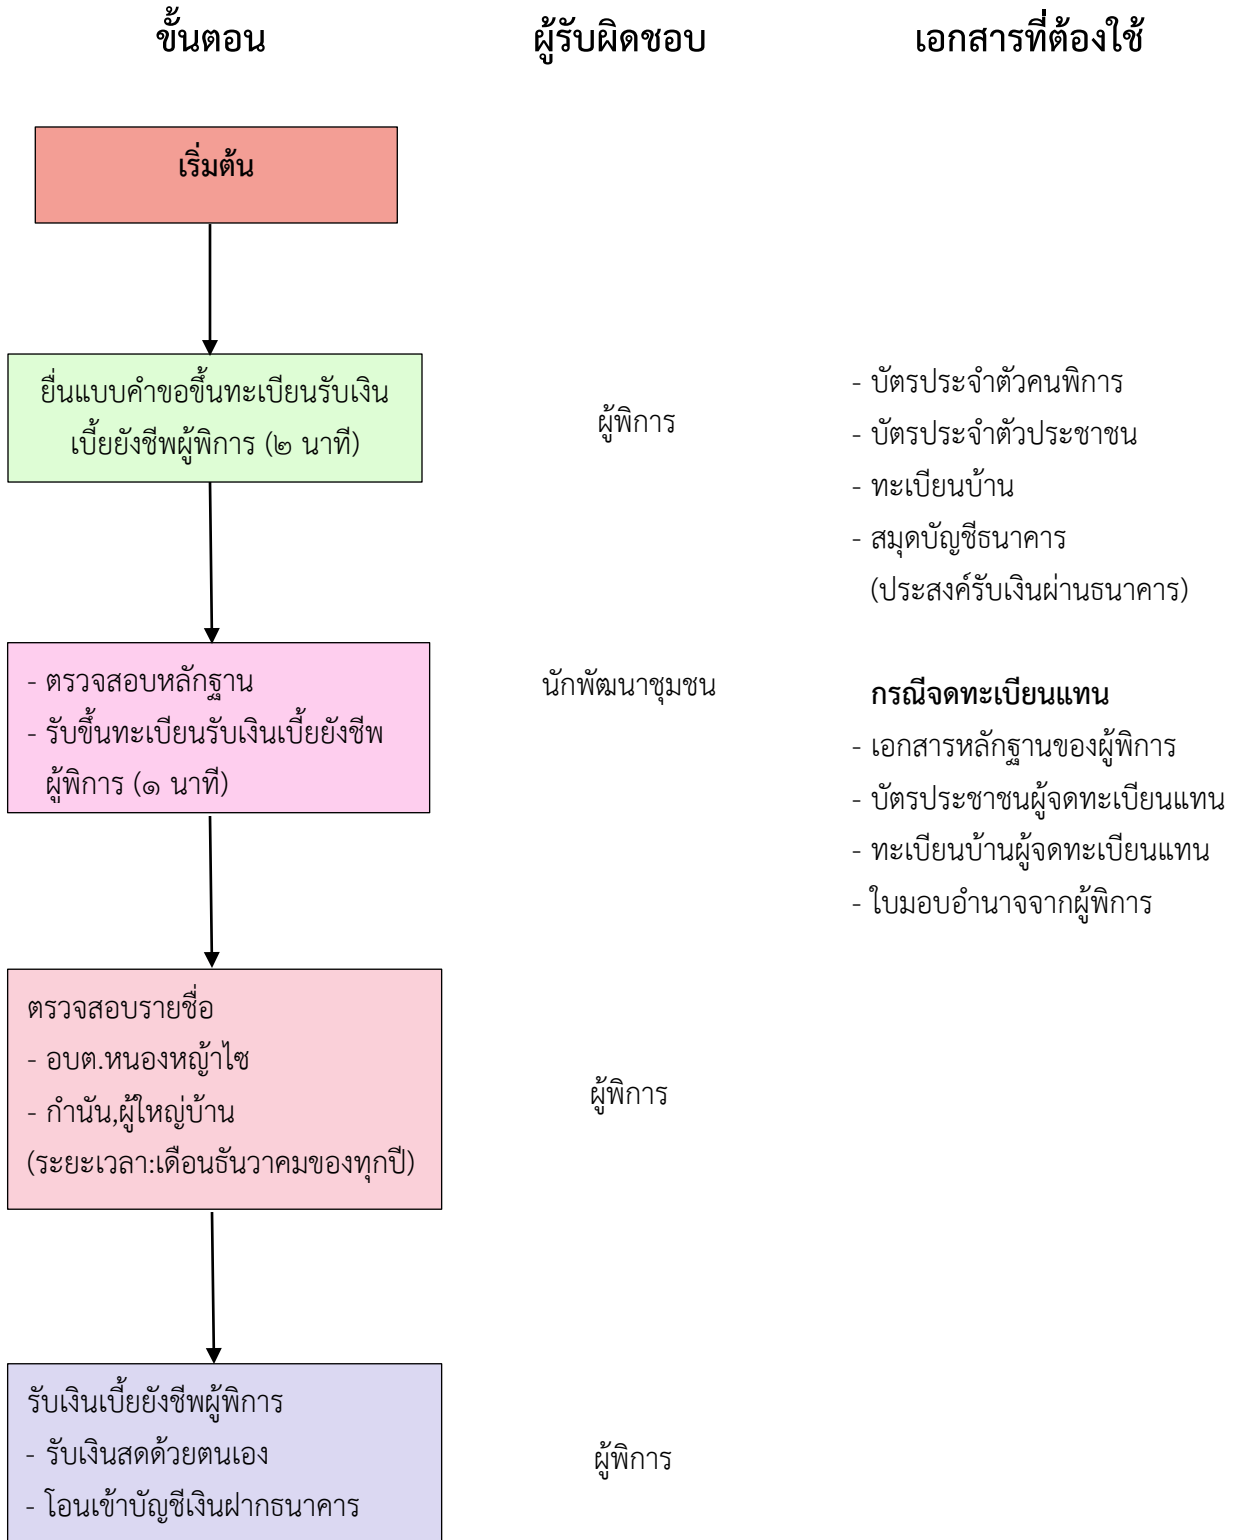 ขั้นตอน
ผู้รับผิดชอบ
เอกสารที่ต้องใช้
เริ่มต้น
ยื่นแบบคำขอขึ้นทะเบียนรับเงิน
เบี้ยยังชีพผู้พิการ (๒ นาที)
ผู้พิการ
- บัตรประจำตัวคนพิการ
- บัตรประจำตัวประชาชน
- ทะเบียนบ้าน
- สมุดบัญชีธนาคาร
(ประสงค์รับเงินผ่านธนาคาร)
- ตรวจสอบหลักฐาน
- รับขึ้นทะเบียนรับเงินเบี้ยยังชีพ
ผู้พิการ (๑ นาที)
นักพัฒนาชุมชน
กรณีจดทะเบียนแทน
- เอกสารหลักฐานของผู้พิการ
- บัตรประชาชนผู้จดทะเบียนแทน
- ทะเบียนบ้านผู้จดทะเบียนแทน
- ใบมอบอำนาจจากผู้พิการ
ตรวจสอบรายชื่อ
- อบต.หนองหญ้าไซ
- กำนัน,ผู้ใหญ่บ้าน
(ระยะเวลา:เดือนธันวาคมของทุกปี)
ผู้พิการ
รับเงินเบี้ยยังชีพผู้พิการ
- รับเงินสดด้วยตนเอง
- โอนเข้าบัญชีเงินฝากธนาคาร
ผู้พิการ